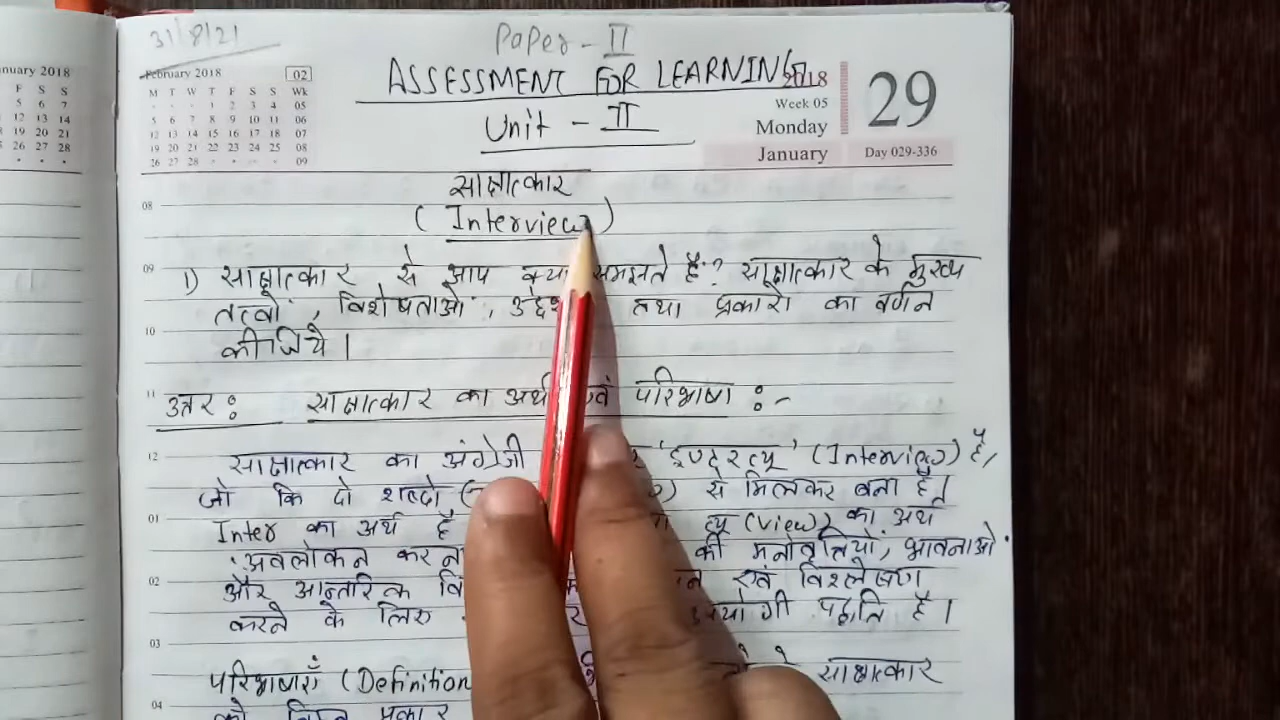 31/8/21
Paper - II
ASSESSMENT FOR LEARNING
Unit - II
January 2018
F S S
5 6 7
12 13 14
19 20 21
26 27 28
February 2018 02
M T W T F S S Wk
- - - 1 2 3 4 05
5 6 7 8 9 10 11 06
12 13 14 15 16 17 18 07
19 20 21 22 23 24 25 08
26 27 28 - - - - 09
2018
Week 05
Monday
January
29
Day 029-336
साक्षात्कार
08
(Interview)
09
1) साक्षात्कार से आप क्या समझते हैं? साक्षात्कार के मुख्य
तत्वों, विशेषताओं, तथा प्रकारों का वर्णन
10
कीजिये।
11
उत्तर: साक्षात्कार का अर्थ एवं परिभाषा :-
12
साक्षात्कार का अंग्रेजी 'इण्टरव्यू' (Interview) है,
जो कि दो शब्दों से मिलकर बना है।
01
Inter का अर्थ है व्यू (view) का अर्थ
अवलोकन की मनोवृत्तियों, भावनाओं
02
और आन्तरिक एवं विश्लेषण
करने के लिए पद्धति है।
03
परिभाषाएँ (Definition साक्षात्कार
04
को निम्न प्रकार